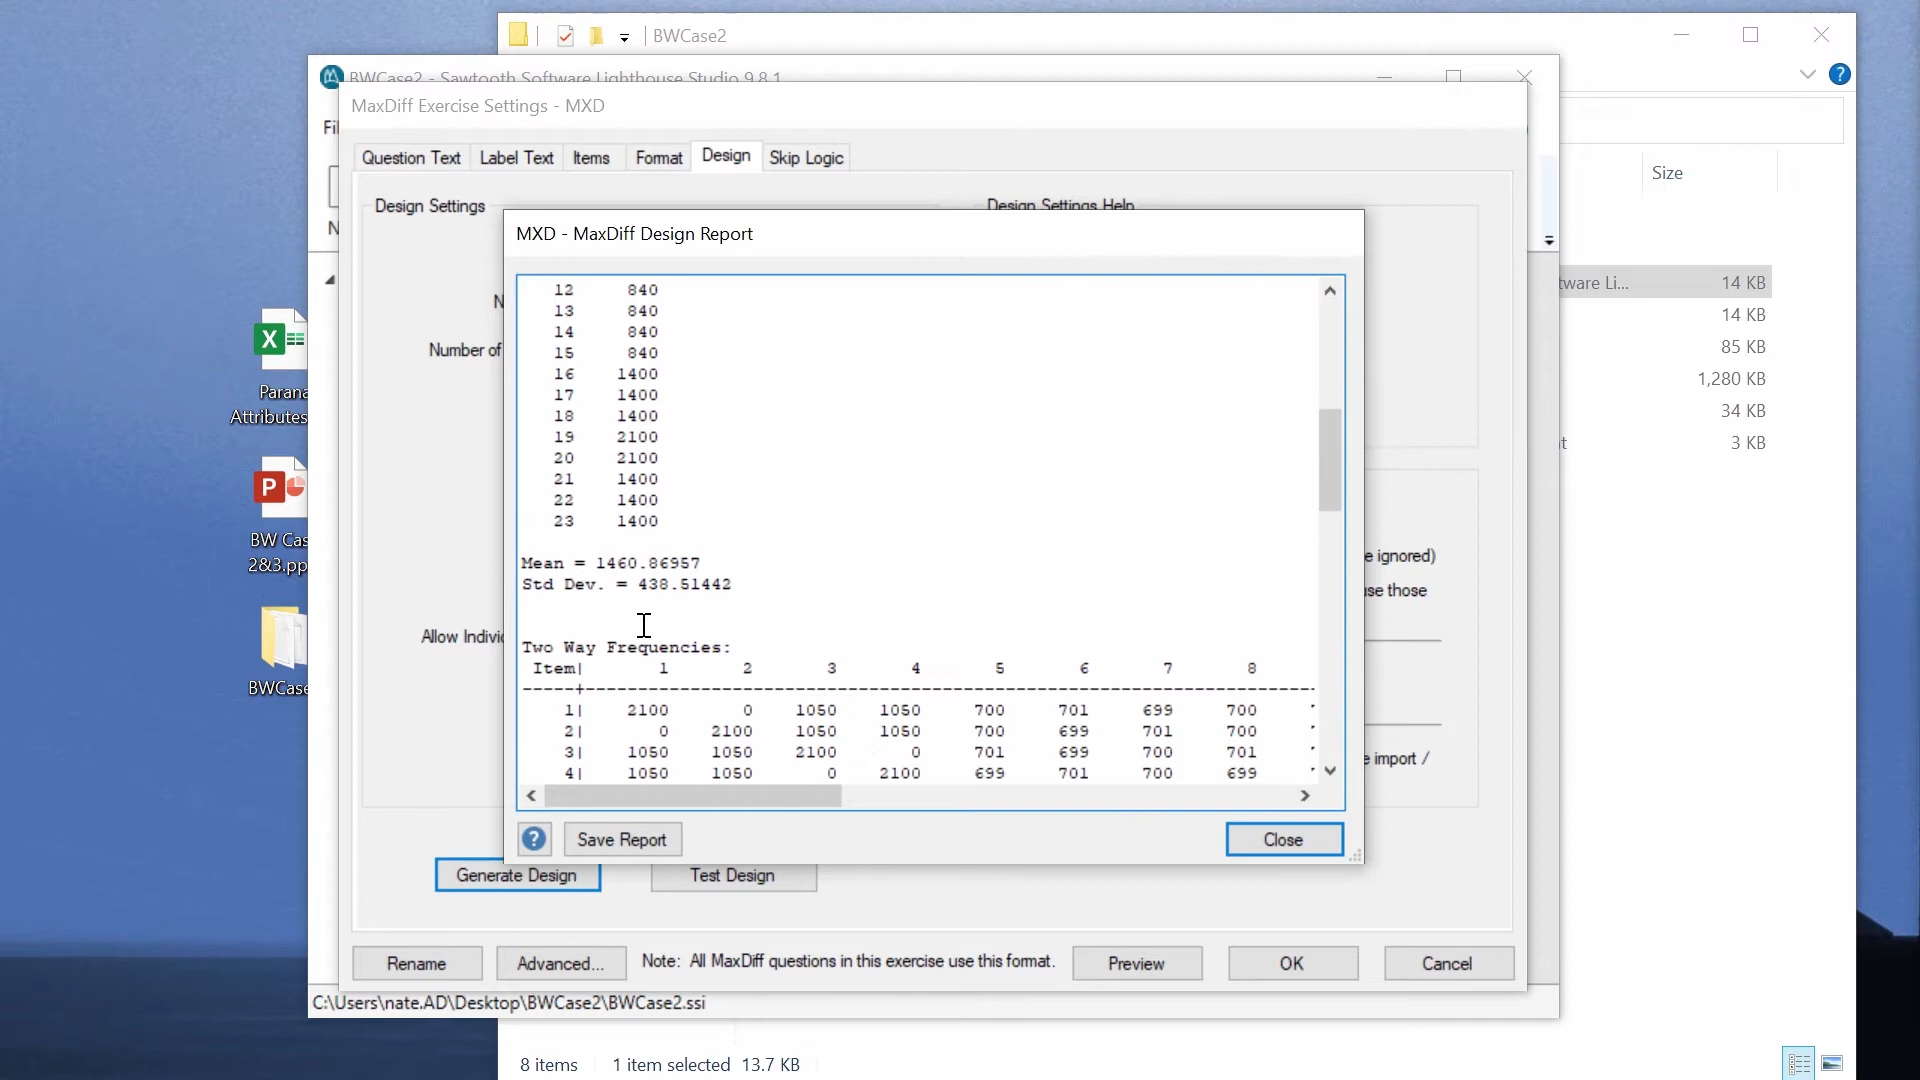 BWCase2
BWCase2 - Sawtooth Software Lighthouse Studio 9.8.1
MaxDiff Exercise Settings - MXD
Question Text
Label Text
Items
Format
Design
Skip Logic
Size
Design Settings
Design Settings Help
MXD - MaxDiff Design Report
12 840
13 840
14 840
15 840
16 1400
17 1400
18 1400
19 2100
20 2100
21 1400
22 1400
23 1400
Mean = 1460.86957
Std Dev. = 438.51442
Two Way Frequencies:
Item| 1 2 3 4 5 6 7 8
------+------------------------------------------------------------
1| 2100 0 1050 1050 700 701 699 700
2| 0 2100 1050 1050 700 699 701 700
3| 1050 1050 2100 0 701 699 700 701
4| 1050 1050 0 2100 699 701 700 699
Save Report
Close
Number of
tware Li... 14 KB
14 KB
85 KB
1,280 KB
34 KB
3 KB
e ignored)
se those
e import /
Generate Design
Test Design
Rename
Advanced...
Note: All MaxDiff questions in this exercise use this format.
Preview
OK
Cancel
C:\Users\nate.AD\Desktop\BWCase2\BWCase2.ssi
8 items
1 item selected 13.7 KB
Parana
Attributes
BW Cas
2&3.pp
BWCase